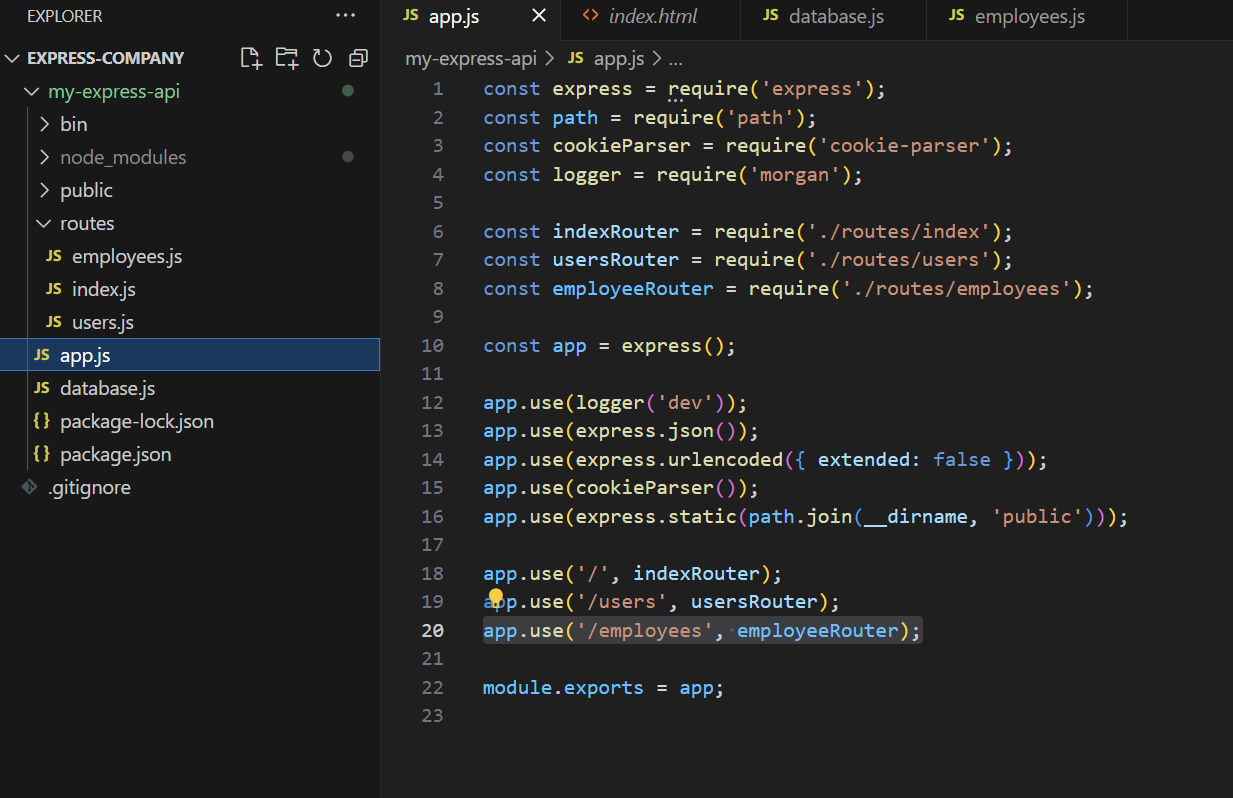 EXPLORER ...
EXPRESS-COMPANY
my-express-api
bin
node_modules
public
routes
JS employees.js
JS index.js
JS users.js
JS app.js
JS database.js
{} package-lock.json
{} package.json
.gitignore
JS app.js × <> index.html JS database.js JS employees.js
my-express-api > JS app.js > ...
1 const express = require('express');
2 const path = require('path');
3 const cookieParser = require('cookie-parser');
4 const logger = require('morgan');
5
6 const indexRouter = require('./routes/index');
7 const usersRouter = require('./routes/users');
8 const employeeRouter = require('./routes/employees');
9
10 const app = express();
11
12 app.use(logger('dev'));
13 app.use(express.json());
14 app.use(express.urlencoded({ extended: false }));
15 app.use(cookieParser());
16 app.use(express.static(path.join(__dirname, 'public')));
17
18 app.use('/', indexRouter);
19 app.use('/users', usersRouter);
20 app.use('/employees', employeeRouter);
21
22 module.exports = app;
23